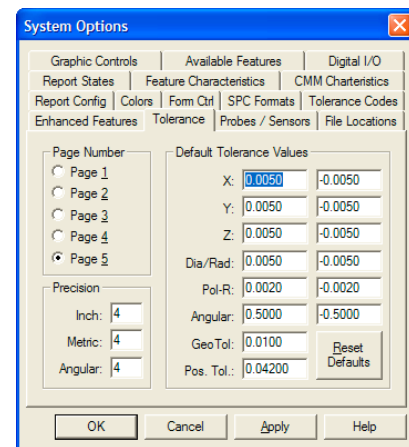 System Options
Graphic Controls Available Features Digital I/O
Report States Feature Characteristics CMM Charteristics
Report Config Colors Form Ctrl SPC Formats Tolerance Codes
Enhanced Features Tolerance Probes / Sensors File Locations
Page Number
Page 1
Page 2
Page 3
Page 4
Page 5
Precision
Inch: 4
Metric: 4
Angular: 4
Default Tolerance Values
X: 0.0050 -0.0050
Y: 0.0050 -0.0050
Z: 0.0050 -0.0050
Dia/Rad: 0.0050 -0.0050
Pol-R: 0.0020 -0.0020
Angular: 0.5000 -0.5000
GeoTol: 0.0100
Pos. Tol.: 0.04200
Reset
Defaults
OK Cancel Apply Help